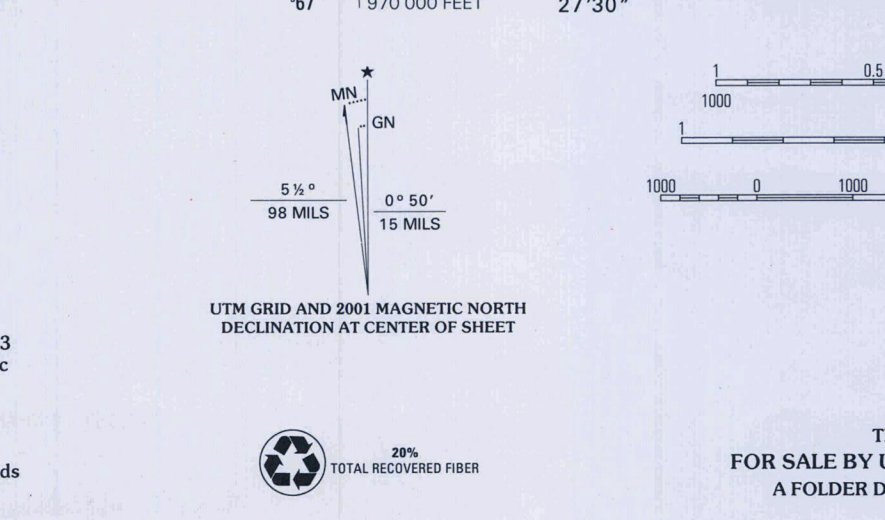 °67 1 970 000 FEET 27'30"
★
MN
GN
5 ½ °
98 MILS
0° 50'
15 MILS
UTM GRID AND 2001 MAGNETIC NORTH
DECLINATION AT CENTER OF SHEET
1 0.5
1000
1
1000 0 1000
3
c
ds
20%
TOTAL RECOVERED FIBER
FOR SALE BY U
A FOLDER D